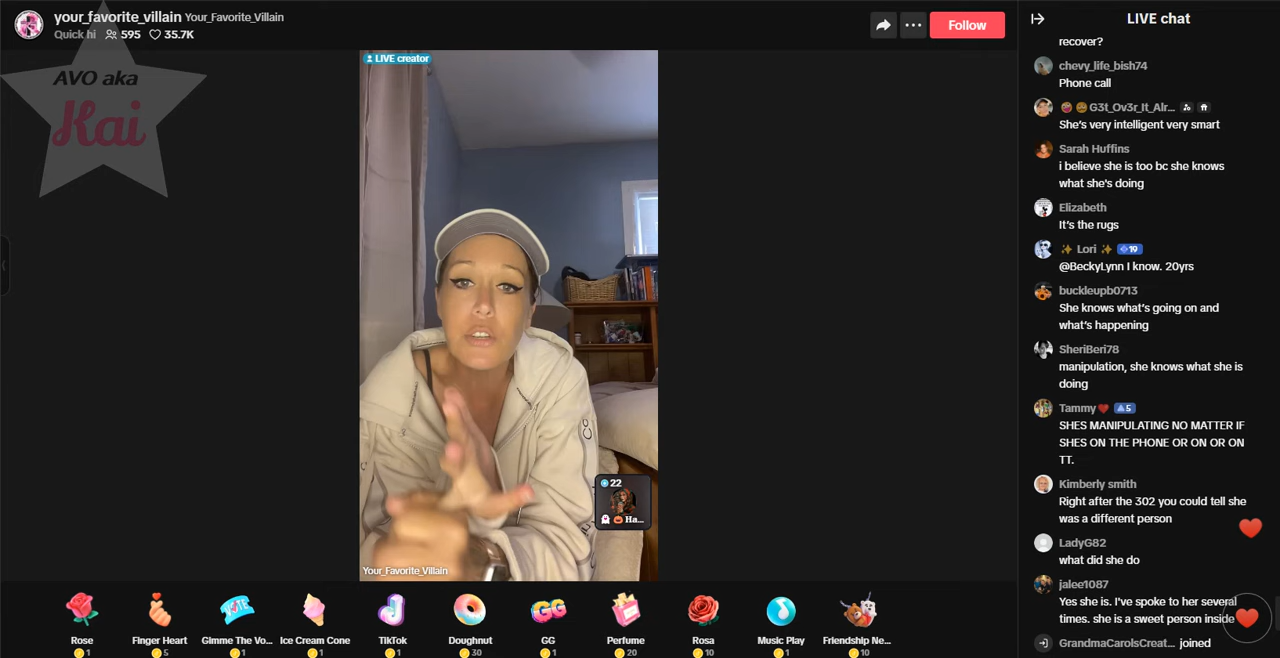 your_favorite_villain Your_Favorite_Villain
Quick hi 595 35.7K
Follow
AVO aka
Kai
LIVE creator
22
Ha...
Your_Favorite_Villain
Rose
1
Finger Heart
5
Gimme The Vo...
1
Ice Cream Cone
1
TikTok
1
Doughnut
30
GG
1
Perfume
20
Rosa
10
Music Play
1
Friendship Ne...
10
LIVE chat
recover?
chevy_life_bish74
Phone call
G3t_Ov3r_It_Alr...
She's very intelligent very smart
Sarah Huffins
i believe she is too bc she knows
what she's doing
Elizabeth
It's the rugs
Lori 19
@BeckyLynn I know. 20yrs
buckleupb0713
She knows what's going on and
what's happening
SheriBeri78
manipulation, she knows what she is
doing
Tammy 5
SHES MANIPULATING NO MATTER IF
SHES ON THE PHONE OR ON OR ON
TT.
Kimberly smith
Right after the 302 you could tell she
was a different person
LadyG82
what did she do
jalee1087
Yes she is. I've spoke to her several
times. she is a sweet person inside
GrandmaCarolsCreat... joined